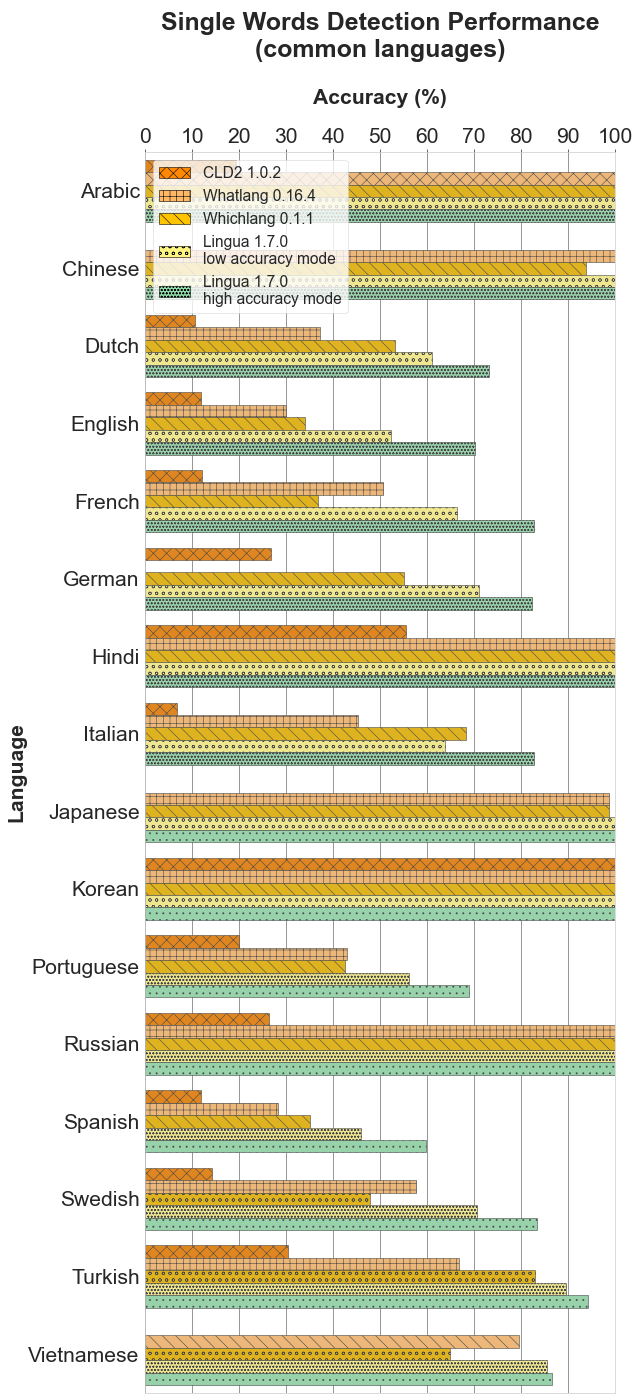 Single Words Detection Performance
(common languages)
Accuracy (%)
0 10 20 30 40 50 60 70 80 90 100
CLD2 1.0.2
Whatlang 0.16.4
Whichlang 0.1.1
Lingua 1.7.0
low accuracy mode
Lingua 1.7.0
high accuracy mode
Language
Arabic
Chinese
Dutch
English
French
German
Hindi
Italian
Japanese
Korean
Portuguese
Russian
Spanish
Swedish
Turkish
Vietnamese